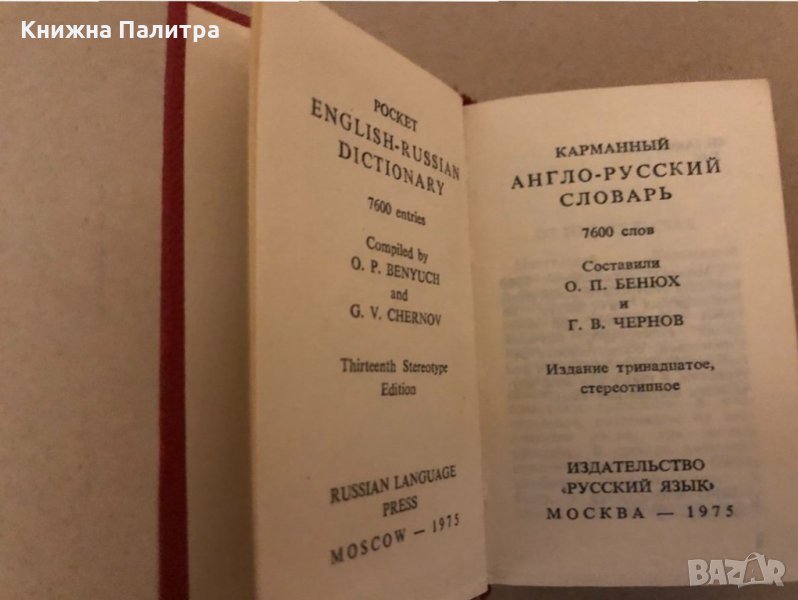 Книжна Палитра
POCKET
ENGLISH-RUSSIAN
DICTIONARY
7600 entries
Compiled by
O. P. BENYUCH
and
G. V. CHERNOV
Thirteenth Stereotype
Edition
RUSSIAN LANGUAGE
PRESS
MOSCOW — 1975
КАРМАННЫЙ
АНГЛО-РУССКИЙ
СЛОВАРЬ
7600 слов
Составили
О. П. БЕНЮХ
и
Г. В. ЧЕРНОВ
Издание тринадцатое,
стереотипное
ИЗДАТЕЛЬСТВО
«РУССКИЙ ЯЗЫК»
МОСКВА — 1975
BAZAR